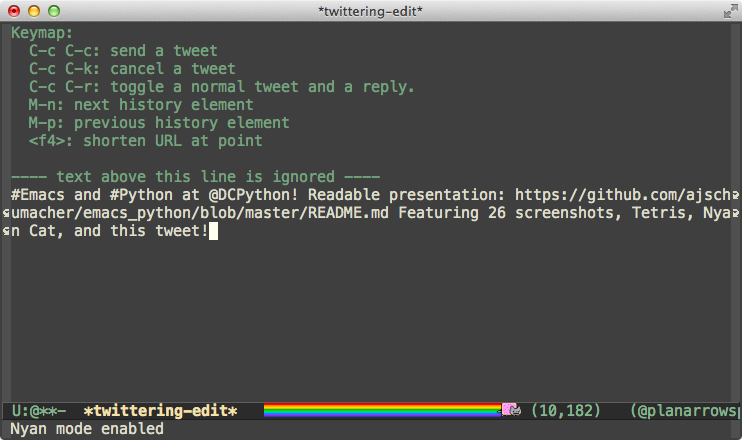 *twittering-edit*
Keymap:
C-c C-c: send a tweet
C-c C-k: cancel a tweet
C-c C-r: toggle a normal tweet and a reply.
M-n: next history element
M-p: previous history element
<f4>: shorten URL at point
---- text above this line is ignored ----
#Emacs and #Python at @DCPython! Readable presentation: https://github.com/ajsch
umacher/emacs_python/blob/master/README.md Featuring 26 screenshots, Tetris, Nya
n Cat, and this tweet!
U:@**- *twittering-edit* (10,182) (@planarrowsp
Nyan mode enabled